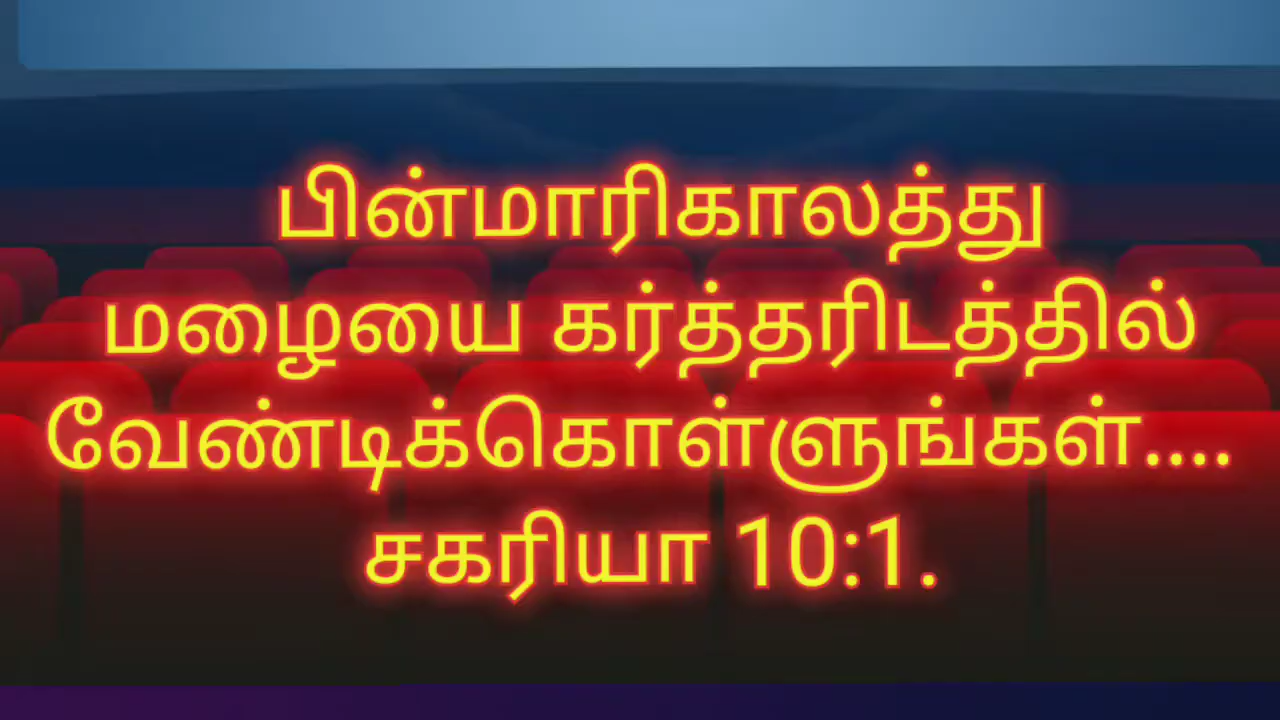 பின்மாரிகாலத்து
மழையை கர்த்தரிடத்தில்
வேண்டிக்கொள்ளுங்கள்....
சகரியா 10:1.